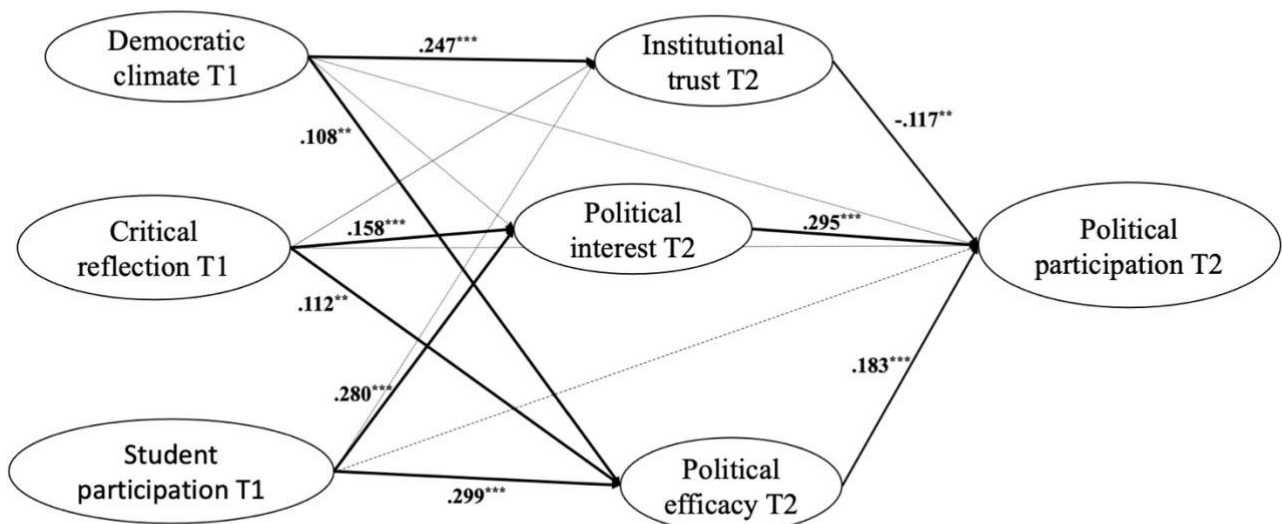 Democratic
climate T1
.247***
Institutional
trust T2
.108**
-.117**
Critical
reflection T1
.158***
Political
interest T2
.295***
Political
participation T2
.112**
.280***
.183***
Student
participation T1
.299***
Political
efficacy T2